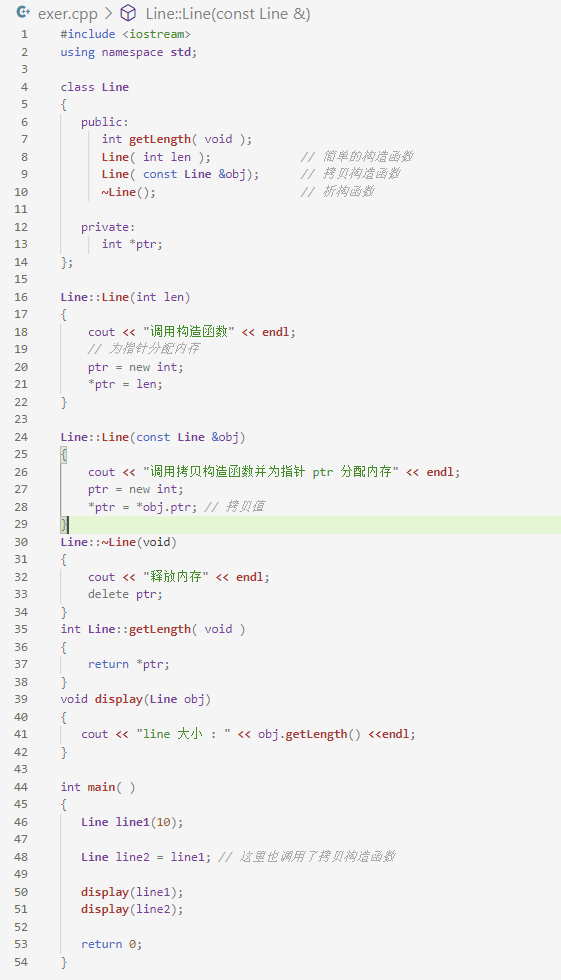 exer.cpp > Line::Line(const Line &)
1 #include <iostream>
2 using namespace std;
3
4 class Line
5 {
6 public:
7 int getLength( void );
8 Line( int len ); // 简单的构造函数
9 Line( const Line &obj); // 拷贝构造函数
10 ~Line(); // 析构函数
11
12 private:
13 int *ptr;
14 };
15
16 Line::Line(int len)
17 {
18 cout << "调用构造函数" << endl;
19 // 为指针分配内存
20 ptr = new int;
21 *ptr = len;
22 }
23
24 Line::Line(const Line &obj)
25 {
26 cout << "调用拷贝构造函数并为指针 ptr 分配内存" << endl;
27 ptr = new int;
28 *ptr = *obj.ptr; // 拷贝值
29 }
30 Line::~Line(void)
31 {
32 cout << "释放内存" << endl;
33 delete ptr;
34 }
35 int Line::getLength( void )
36 {
37 return *ptr;
38 }
39 void display(Line obj)
40 {
41 cout << "line 大小 : " << obj.getLength() <<endl;
42 }
43
44 int main( )
45 {
46 Line line1(10);
47
48 Line line2 = line1; // 这里也调用了拷贝构造函数
49
50 display(line1);
51 display(line2);
52
53 return 0;
54 }